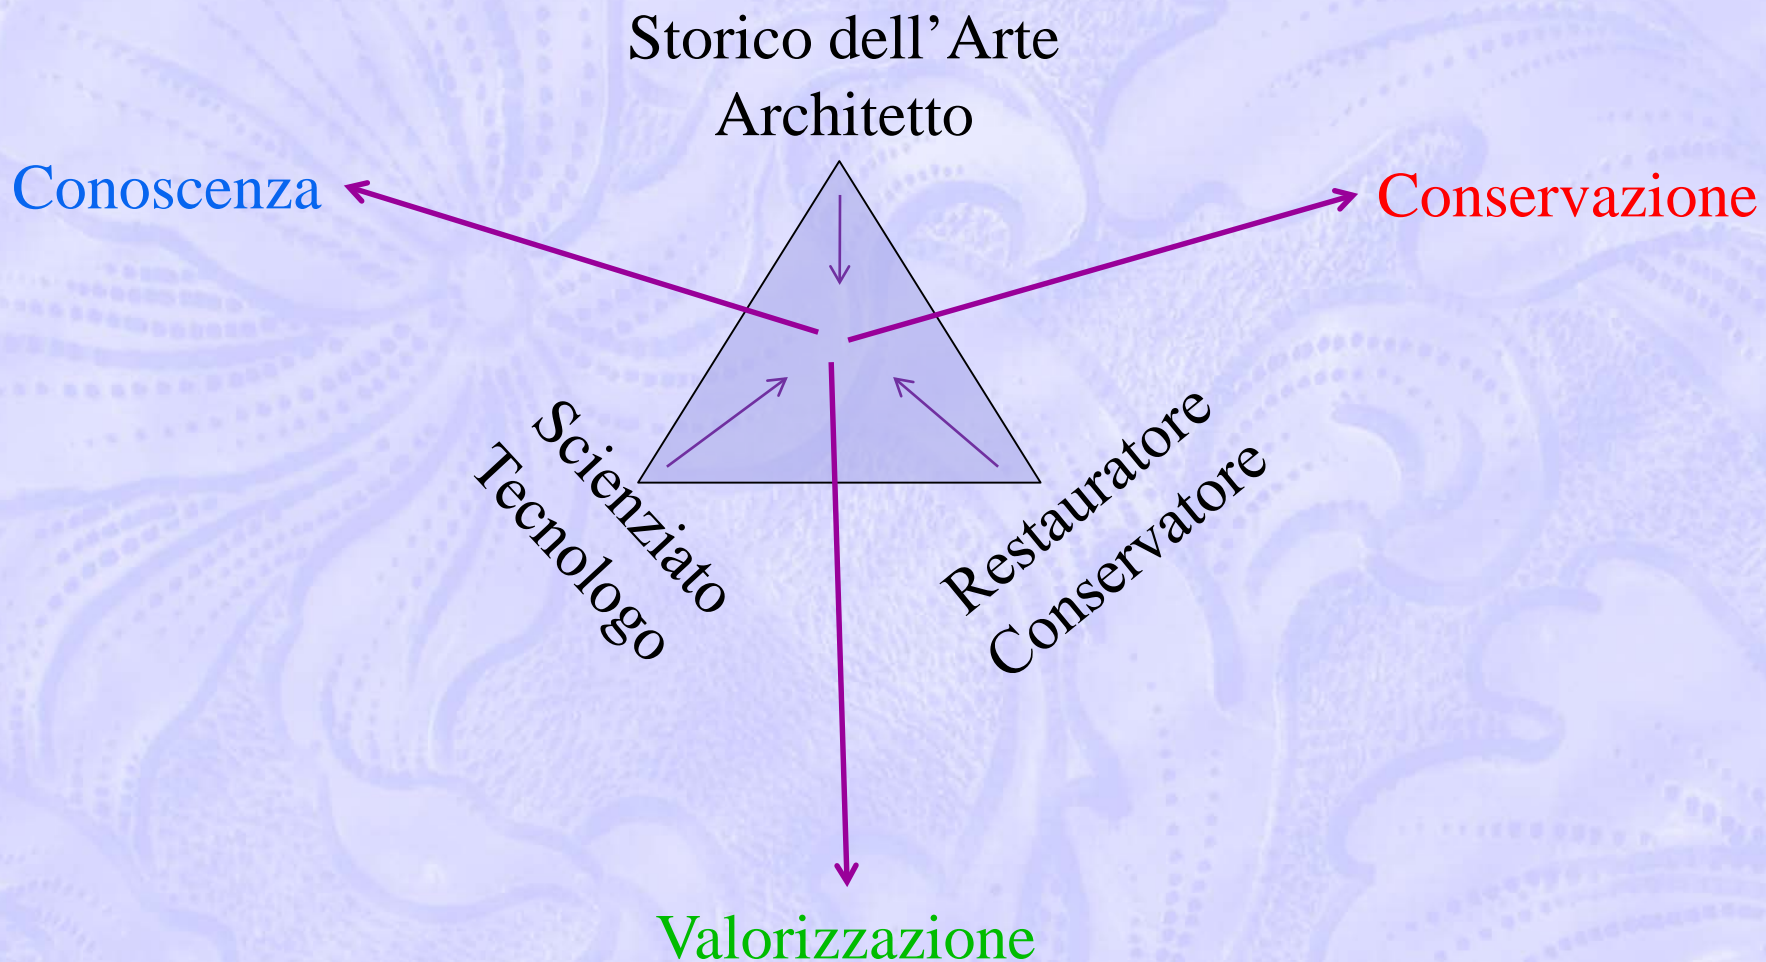 Storico dell’Arte
Architetto
Conoscenza
Conservazione
Scienziato
Tecnologo
Restauratore
Conservatore
Valorizzazione